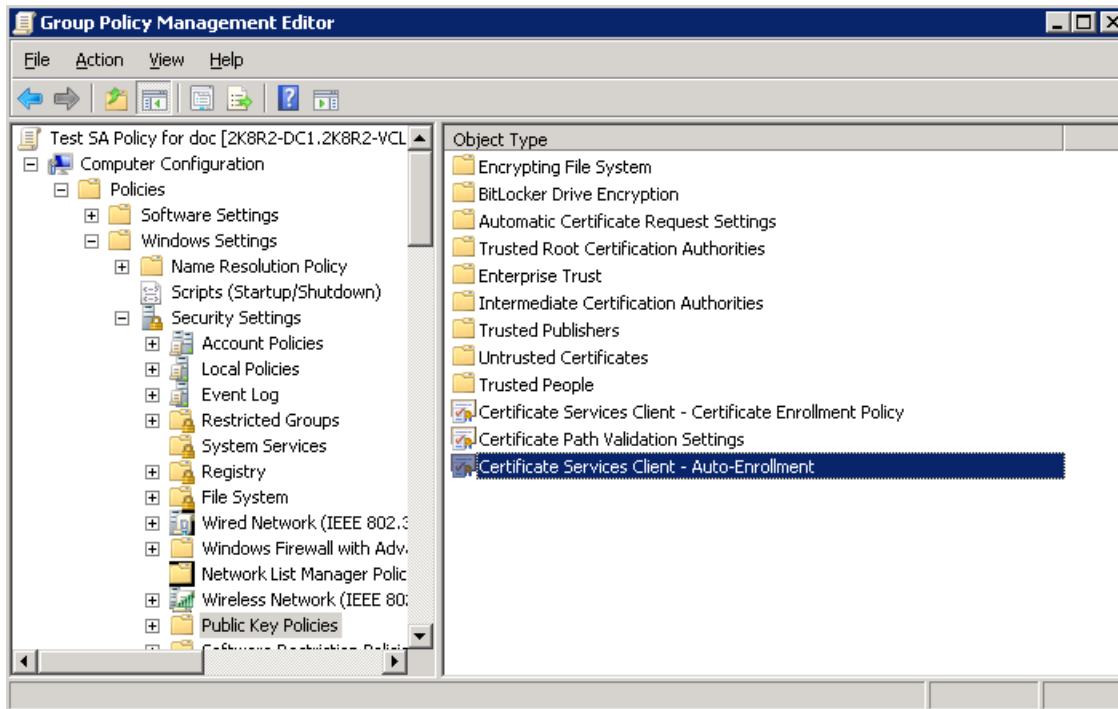 Group Policy Management Editor
File Action View Help
Test SA Policy for doc [2K8R2-DC1.2K8R2-VCL
Computer Configuration
Policies
Software Settings
Windows Settings
Name Resolution Policy
Scripts (Startup/Shutdown)
Security Settings
Account Policies
Local Policies
Event Log
Restricted Groups
System Services
Registry
File System
Wired Network (IEEE 802.3
Windows Firewall with Adv
Network List Manager Polic
Wireless Network (IEEE 80
Public Key Policies
Object Type
Encrypting File System
BitLocker Drive Encryption
Automatic Certificate Request Settings
Trusted Root Certification Authorities
Enterprise Trust
Intermediate Certification Authorities
Trusted Publishers
Untrusted Certificates
Trusted People
Certificate Services Client - Certificate Enrollment Policy
Certificate Path Validation Settings
Certificate Services Client - Auto-Enrollment